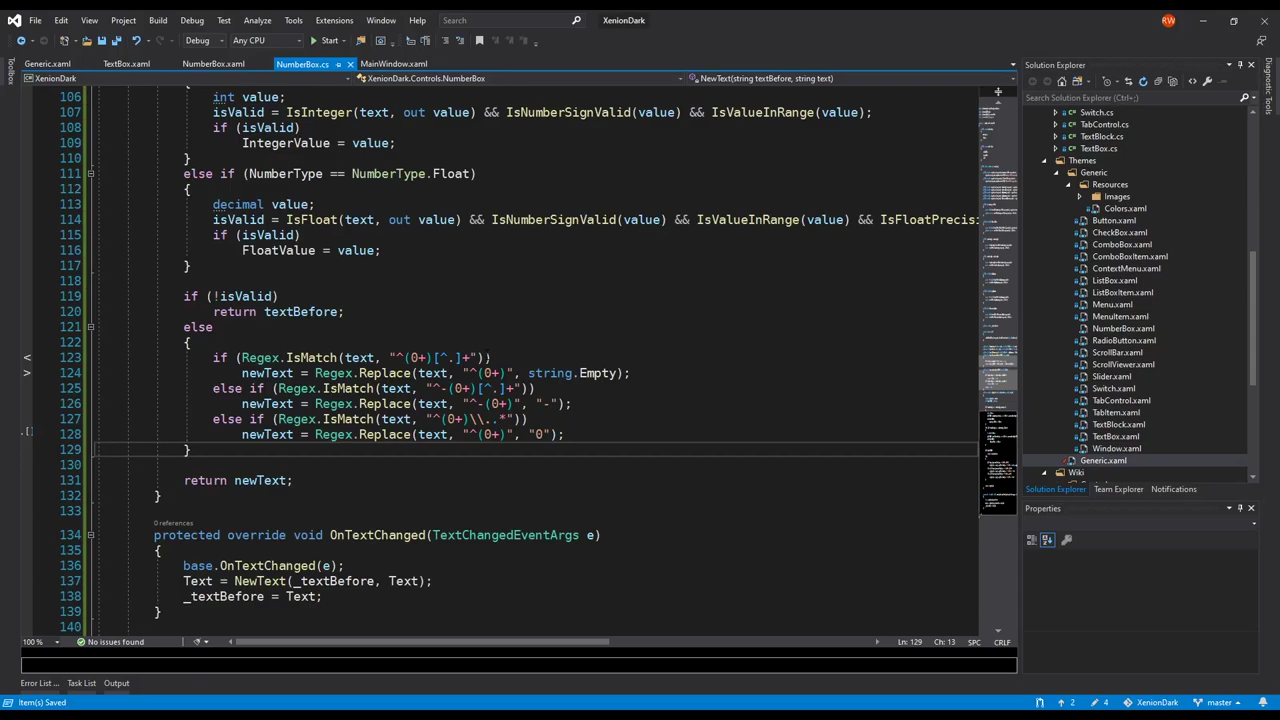 File Edit View Project Build Debug Test Analyze Tools Extensions Window Help Search XenionDark RW
Debug Any CPU Start
Toolbox
Generic.xaml TextBox.xaml NumberBox.xaml NumberBox.cs MainWindow.xaml
XenionDark XenionDark.Controls.NumberBox NewText(string textBefore, string text)
106 int value;
107 isValid = IsInteger(text, out value) && IsNumberSignValid(value) && IsValueInRange(value);
108 if (isValid)
109 IntegerValue = value;
110 }
111 else if (NumberType == NumberType.Float)
112 {
113 decimal value;
114 isValid = IsFloat(text, out value) && IsNumberSignValid(value) && IsValueInRange(value) && IsFloatPrecisi
115 if (isValid)
116 FloatValue = value;
117 }
118
119 if (!isValid)
120 return textBefore;
121 else
122 {
123 if (Regex.IsMatch(text, "^(0+)[^.]+"));
124 newText = Regex.Replace(text, "^(0+)", string.Empty);
125 else if (Regex.IsMatch(text, "^-(0+)[^.]+"))
126 newText = Regex.Replace(text, "^-(0+)", "-");
127 else if (Regex.IsMatch(text, "^(0+)\\..*"))
128 newText = Regex.Replace(text, "^(0+)", "0");
129 }
130
131 return newText;
132 }
133
0 references
134 protected override void OnTextChanged(TextChangedEventArgs e)
135 {
136 base.OnTextChanged(e);
137 Text = NewText(_textBefore, Text);
138 _textBefore = Text;
139 }
140
100 % No issues found Ln: 129 Ch: 13 SPC CRLF
Error List ... Task List Output
Item(s) Saved 2 4 XenionDark master
Solution Explorer
Search Solution Explorer (Ctrl+;)
Switch.cs
TabControl.cs
TextBlock.cs
TextBox.cs
Themes
Generic
Resources
Images
Colors.xaml
Button.xaml
CheckBox.xaml
ComboBox.xaml
ComboBoxItem.xaml
ContextMenu.xaml
ListBox.xaml
ListBoxItem.xaml
Menu.xaml
MenuItem.xaml
NumberBox.xaml
RadioButton.xaml
ScrollBar.xaml
ScrollViewer.xaml
Slider.xaml
Switch.xaml
TabControl.xaml
TabItem.xaml
TextBlock.xaml
TextBox.xaml
Window.xaml
Generic.xaml
Wiki
Solution Explorer Team Explorer Notifications
Properties
Diagnostic Tools